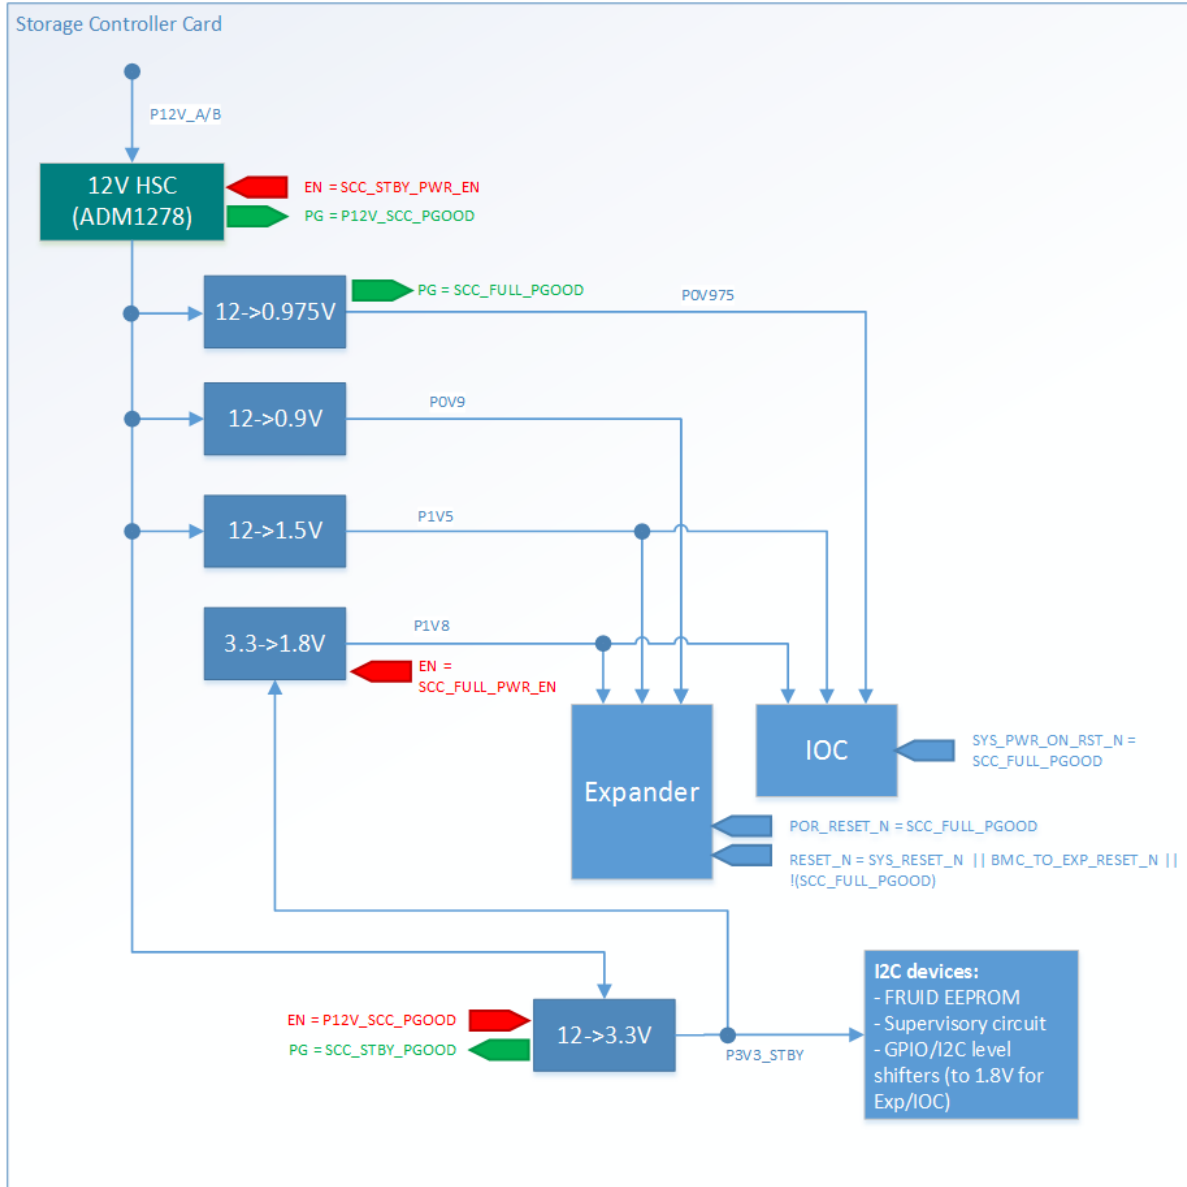 Storage Controller Card
P12V_A/B
12V HSC
(ADM1278)
EN = SCC_STBY_PWR_EN
PG = P12V_SCC_PGOOD
12->0.975V
PG = SCC_FULL_PGOOD
P0V975
12->0.9V
P0V9
12->1.5V
P1V5
3.3->1.8V
P1V8
EN =
SCC_FULL_PWR_EN
Expander
IOC
SYS_PWR_ON_RST_N =
SCC_FULL_PGOOD
POR_RESET_N = SCC_FULL_PGOOD
RESET_N = SYS_RESET_N || BMC_TO_EXP_RESET_N ||
!(SCC_FULL_PGOOD)
EN = P12V_SCC_PGOOD
PG = SCC_STBY_PGOOD
12->3.3V
P3V3_STBY
I2C devices:
- FRUID EEPROM
- Supervisory circuit
- GPIO/I2C level
shifters (to 1.8V for
Exp/IOC)